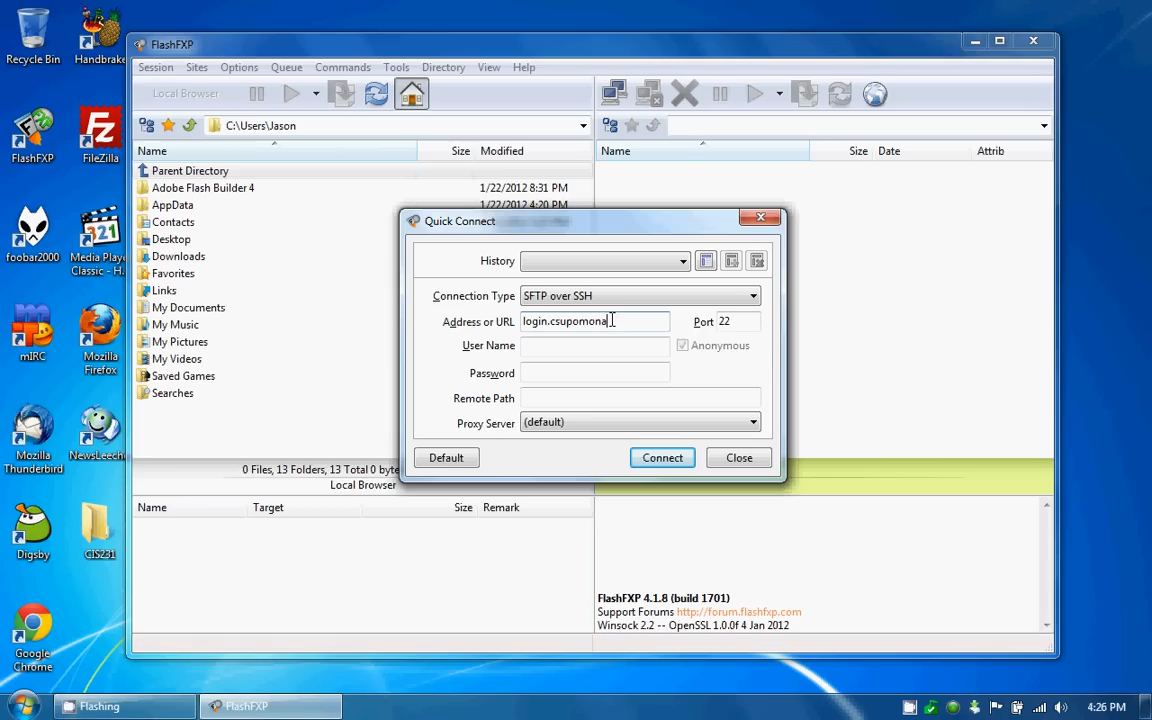 Recycle Bin
Handbrake
FlashFXP
FileZilla
foobar2000
Media Playe
Classic - H...
mIRC
Mozilla
Firefox
Mozilla
Thunderbird
NewsLeech
Digsby
CIS231
Google
Chrome
FlashFXP
Session Sites Options Queue Commands Tools Directory View Help
Local Browser
C:\Users\Jason
Name Size Modified
Name Size Date Attrib
Parent Directory
Adobe Flash Builder 4 1/22/2012 8:31 PM
AppData 1/22/2012 4:20 PM
Contacts
Desktop
Downloads
Favorites
Links
My Documents
My Music
My Pictures
My Videos
Saved Games
Searches
Quick Connect
History
Connection Type SFTP over SSH
Address or URL login.csupomona Port 22
User Name Anonymous
Password
Remote Path
Proxy Server (default)
Default Connect Close
0 Files, 13 Folders, 13 Total 0 byte
Local Browser
Name Target Size Remark
FlashFXP 4.1.8 (build 1701)
Support Forums http://forum.flashfxp.com
Winsock 2.2 -- OpenSSL 1.0.0f 4 Jan 2012
Flashing FlashFXP 4:26 PM